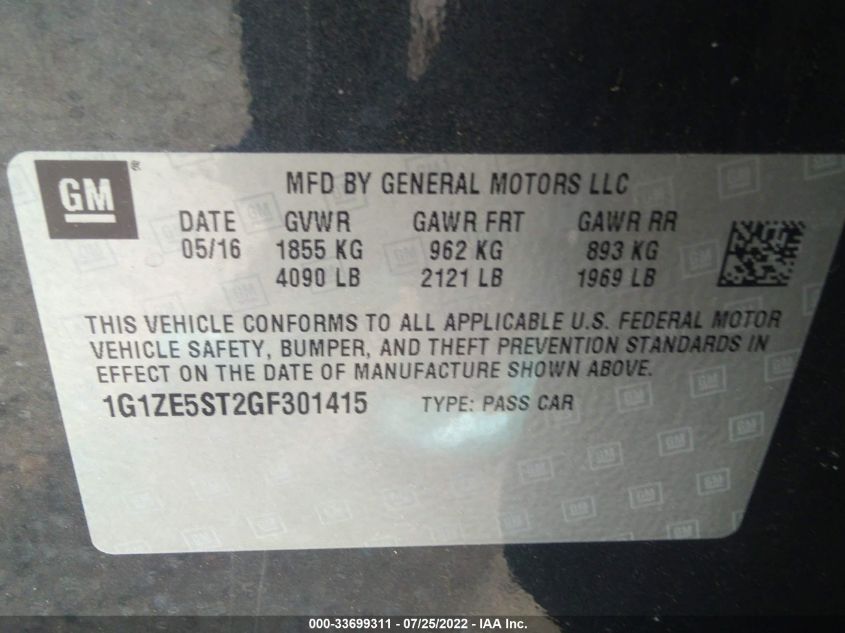 GM ®
MFD BY GENERAL MOTORS LLC
DATE GVWR GAWR FRT GAWR RR
05/16 1855 KG 962 KG 893 KG
4090 LB 2121 LB 1969 LB
THIS VEHICLE CONFORMS TO ALL APPLICABLE U.S. FEDERAL MOTOR
VEHICLE SAFETY, BUMPER, AND THEFT PREVENTION STANDARDS IN
EFFECT ON THE DATE OF MANUFACTURE SHOWN ABOVE.
1G1ZE5ST2GF301415 TYPE: PASS CAR
000-33699311 - 07/25/2022 - IAA Inc.